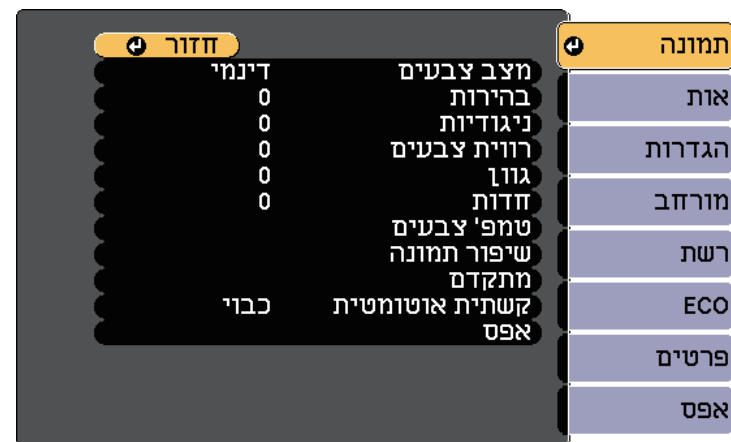 תמונה
אות
הגדרות
מורחב
רשת
ECO
פרטים
אפס
חזור
מצב צבעים דינמי
בהירות 0
ניגודיות 0
רווית צבעים 0
גוון 0
חדות 0
טמפ' צבעים
שיפור תמונה
מתקדם
קשתית אוטומטית כבוי
אפס